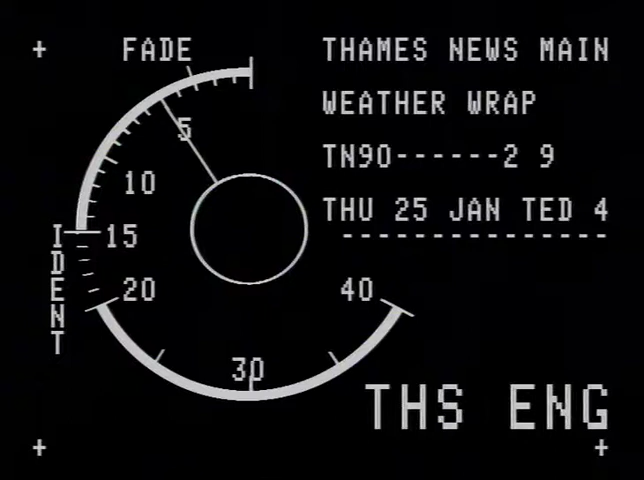 FADE
THAMES NEWS MAIN
WEATHER WRAP
TN90------2 9
THU 25 JAN TED 4
---------------
5
10
15
20
30
40
IDENT
THS ENG